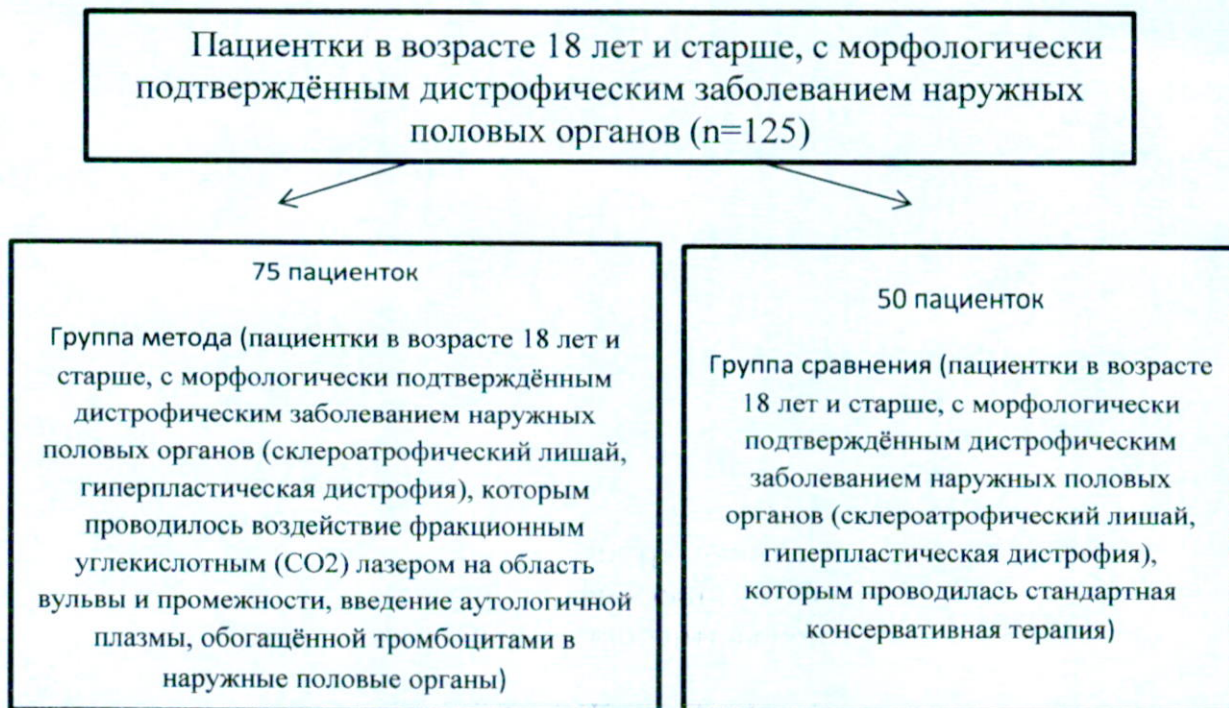 Пациентки в возрасте 18 лет и старше, с морфологически
подтверждённым дистрофическим заболеванием наружных
половых органов (n=125)
75 пациенток
Группа метода (пациентки в возрасте 18 лет и
старше, с морфологически подтверждённым
дистрофическим заболеванием наружных
половых органов (склероатрофический лишай,
гиперпластическая дистрофия), которым
проводилось воздействие фракционным
углекислотным (CO2) лазером на область
вульвы и промежности, введение аутологичной
плазмы, обогащённой тромбоцитами в
наружные половые органы)
50 пациенток
Группа сравнения (пациентки в возрасте
18 лет и старше, с морфологически
подтверждённым дистрофическим
заболеванием наружных половых
органов (склероатрофический лишай,
гиперпластическая дистрофия),
которым проводилась стандартная
консервативная терапия)